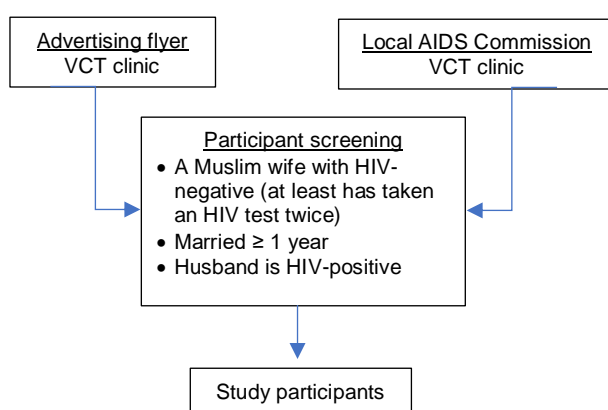 Advertising flyer
VCT clinic
Local AIDS Commission
VCT clinic
Participant screening
• A Muslim wife with HIV-
negative (at least has taken
an HIV test twice)
• Married ≥ 1 year
• Husband is HIV-positive
Study participants